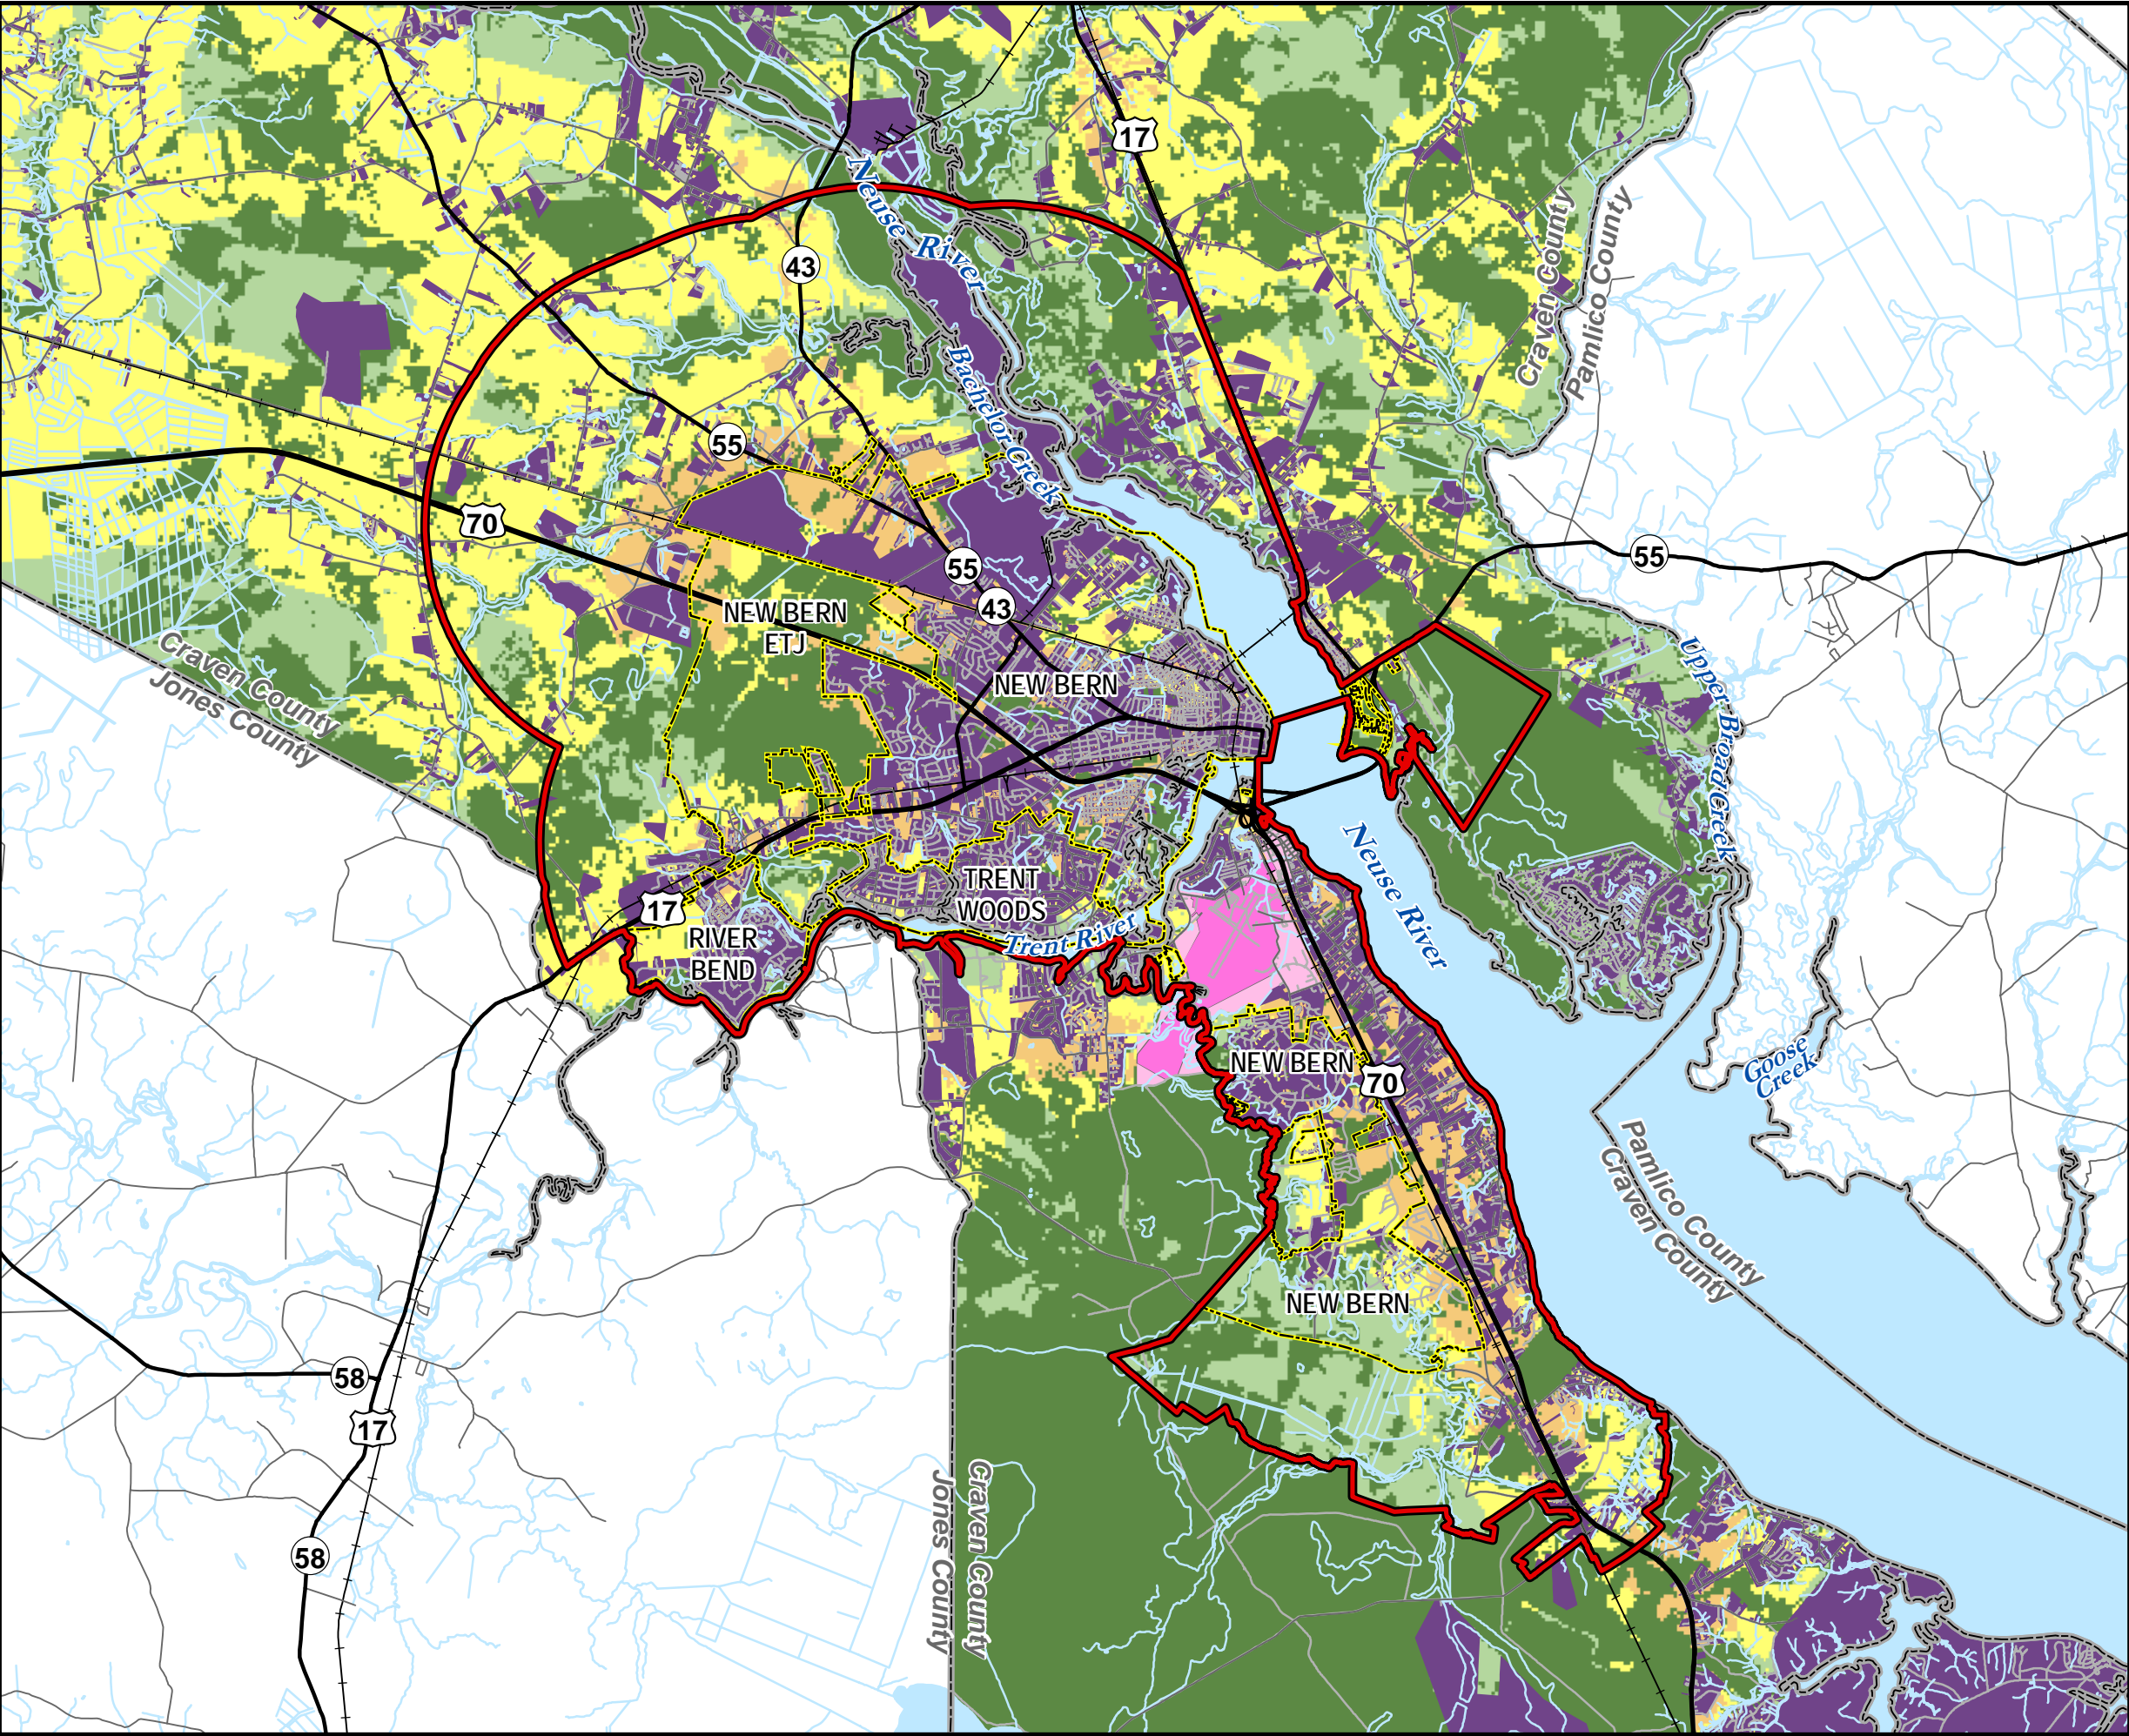 17
Neuse River
43
Craven County
Pamlico County
Bachelor Creek
55
70
55
55
43
NEW BERN
ETJ
NEW BERN
Craven County
Jones County
Upper Broad Creek
Neuse River
TRENT
WOODS
17
RIVER
BEND
Trent River
NEW BERN
70
Goose
Creek
Pamlico County
Craven County
NEW BERN
58
17
Craven County
Jones County
58